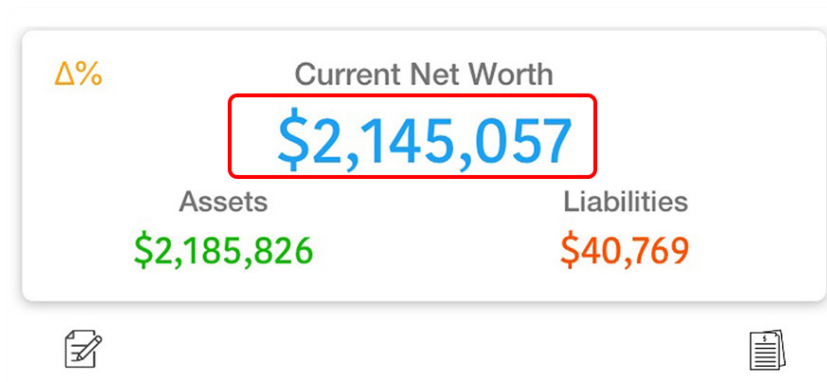 Δ%
Current Net Worth
$2,145,057
Assets Liabilities
$2,185,826 $40,769
$